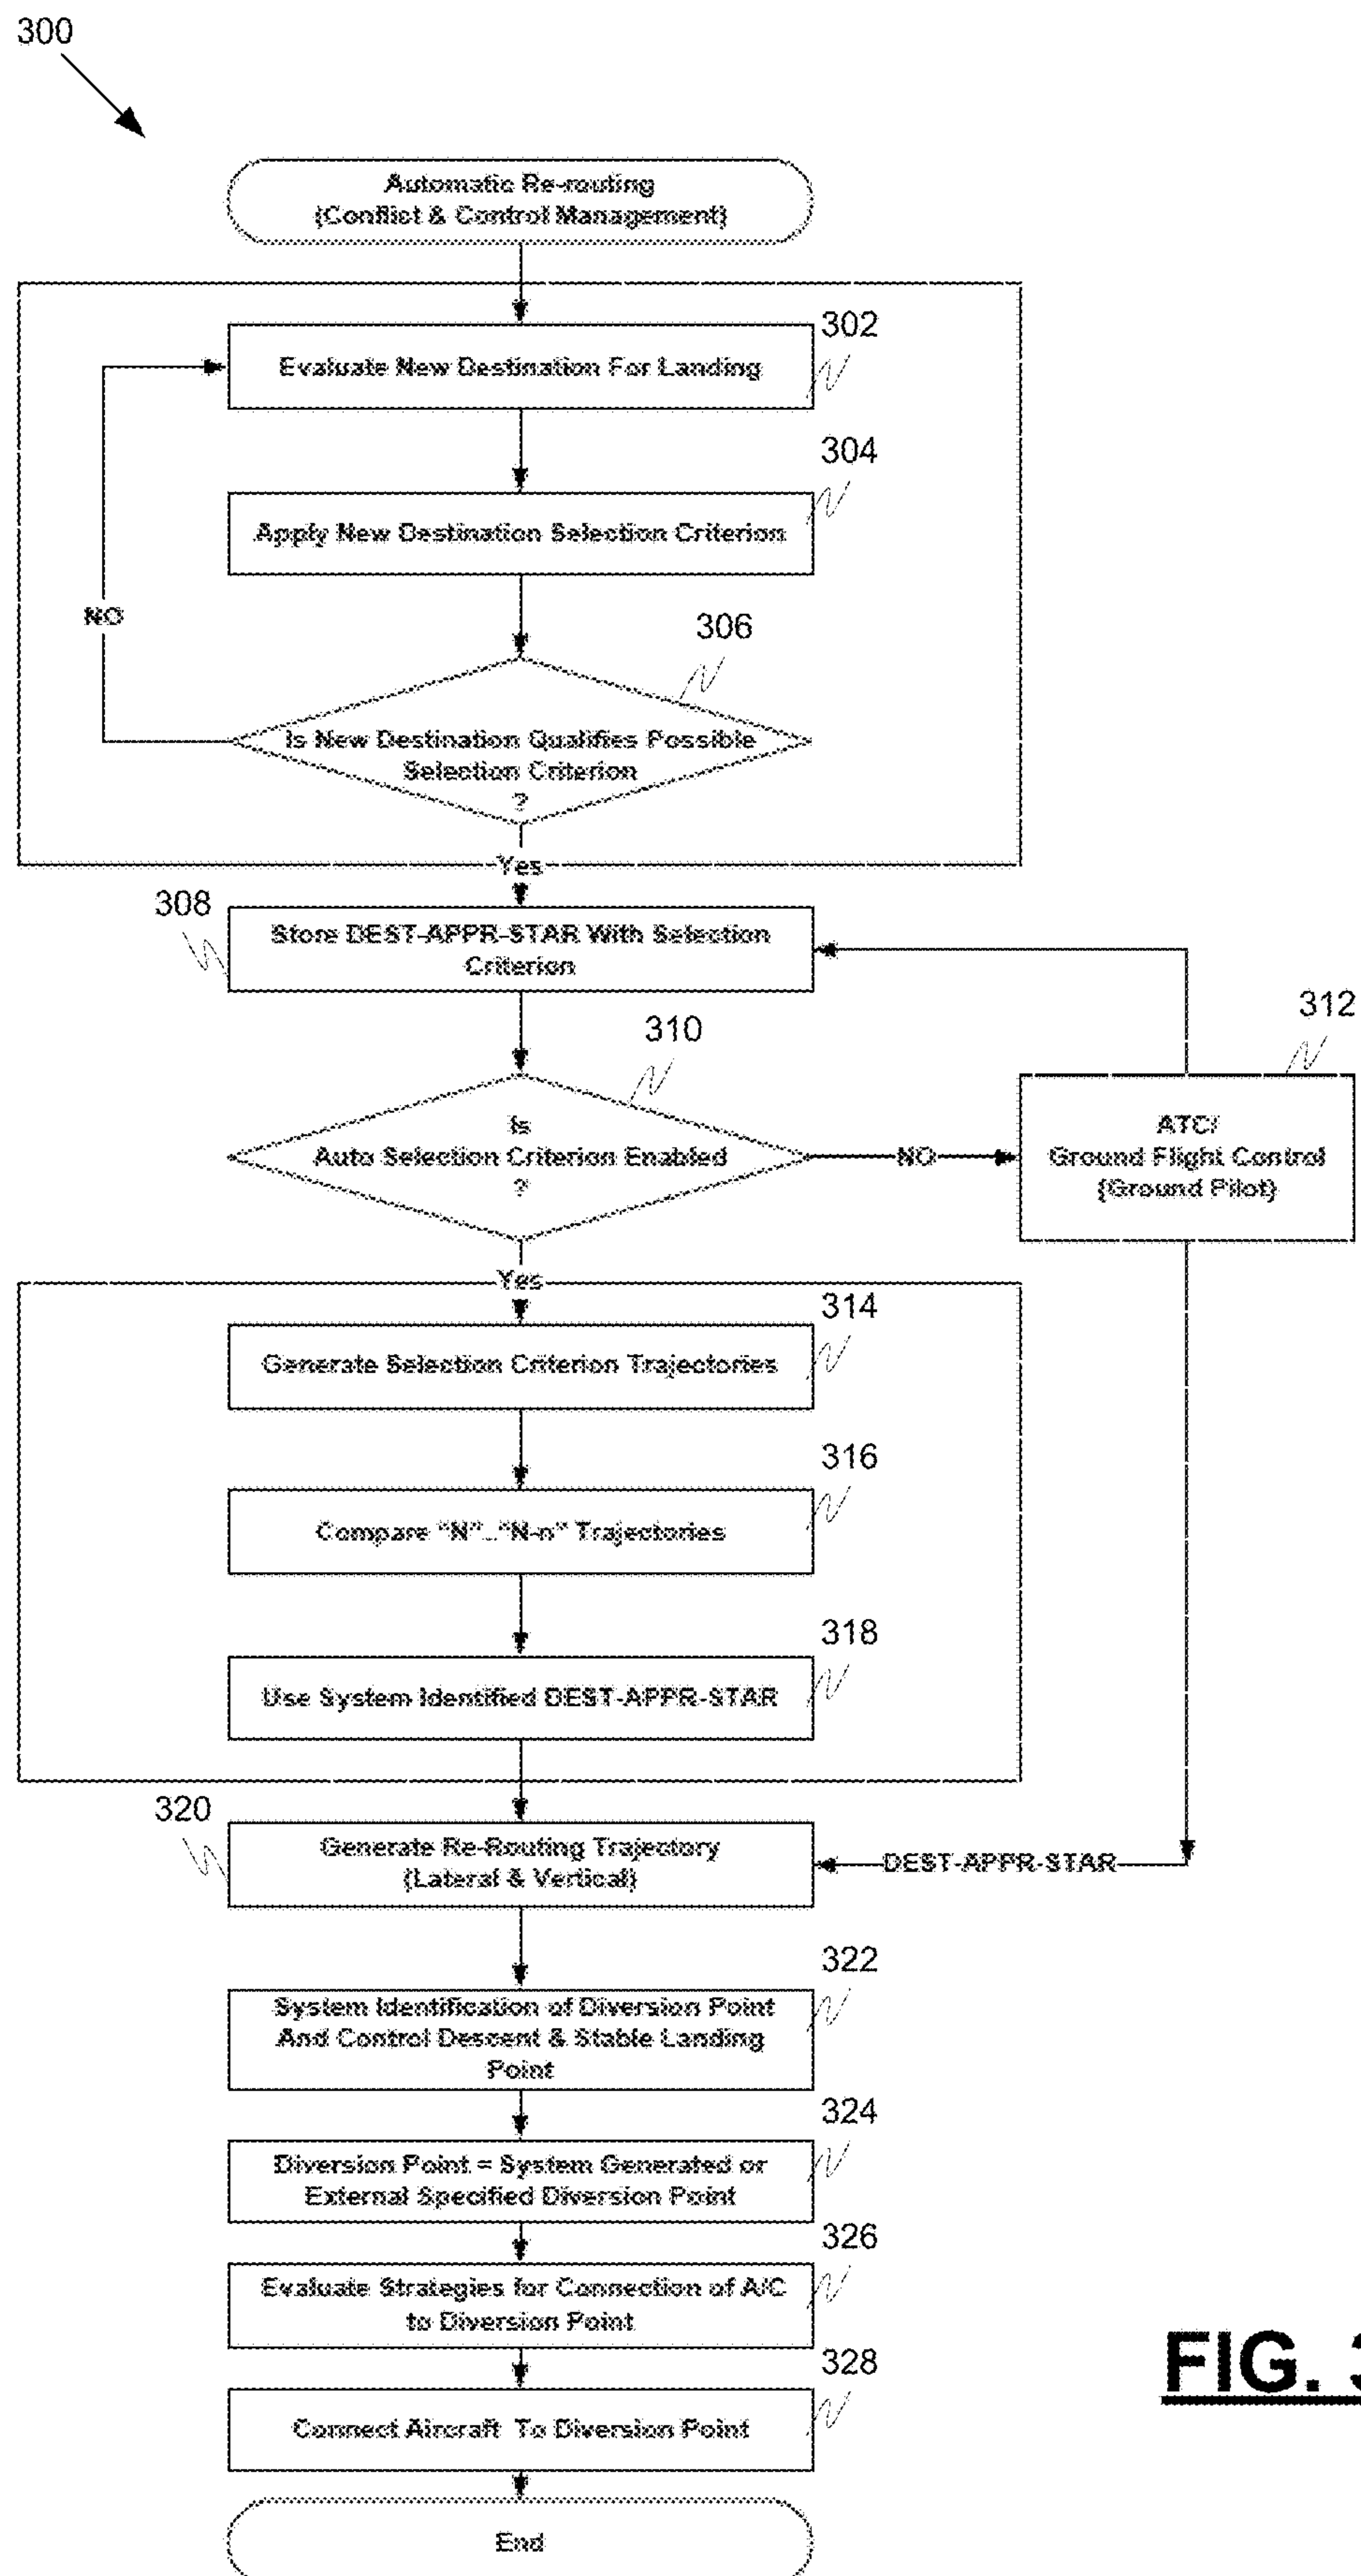 300
Automatic Re-routing
(Conflict & Control Management)
302
Evaluate New Destination For Landing
304
Apply New Destination Selection Criterion
NO
306
Is New Destination Qualifies Possible
Selection Criterion
?
Yes
308
Store DEST-APPR-STAR With Selection
Criterion
310
312
Is
Auto Selection Criterion Enabled
?
NO
ATC/
Ground Flight Control
(Ground Pilot)
Yes
314
Generate Selection Criterion Trajectories
316
Compare "N"..."N-n" Trajectories
318
Use System Identified DEST-APPR-STAR
320
Generate Re-Routing Trajectory
(Lateral & Vertical)
DEST-APPR-STAR
322
System Identification of Diversion Point
And Control Descent & Stable Landing
Point
324
Diversion Point = System Generated or
External Specified Diversion Point
326
Evaluate Strategies for Connection of A/C
to Diversion Point
328
Connect Aircraft To Diversion Point
End
FIG. 3